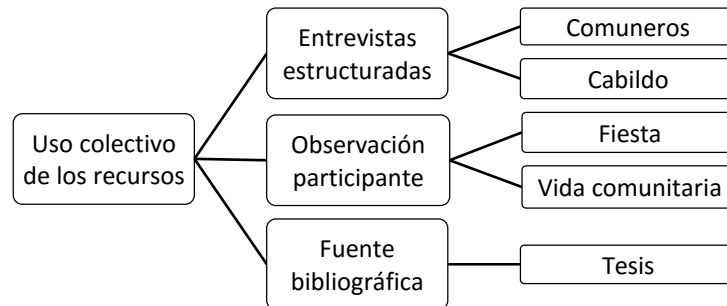 Uso colectivo
de los recursos
Entrevistas
estructuradas
Comuneros
Cabildo
Observación
participante
Fiesta
Vida comunitaria
Fuente
bibliográfica
Tesis